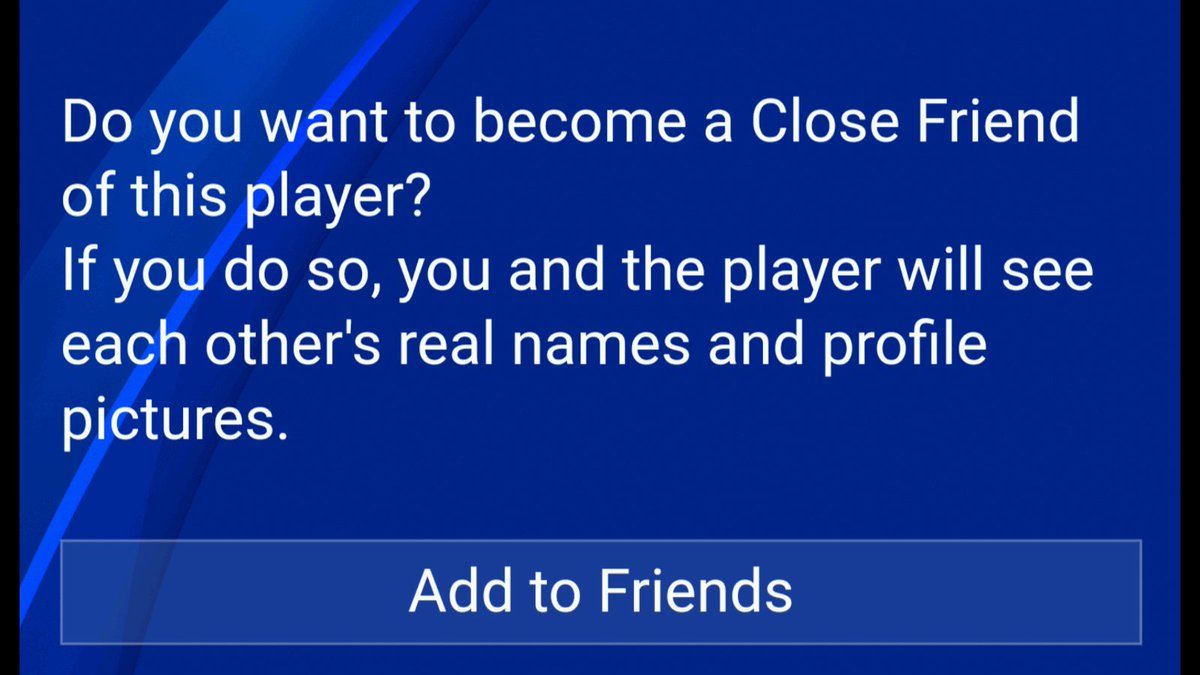 Do you want to become a Close Friend
of this player?
If you do so, you and the player will see
each other's real names and profile
pictures.
Add to Friends